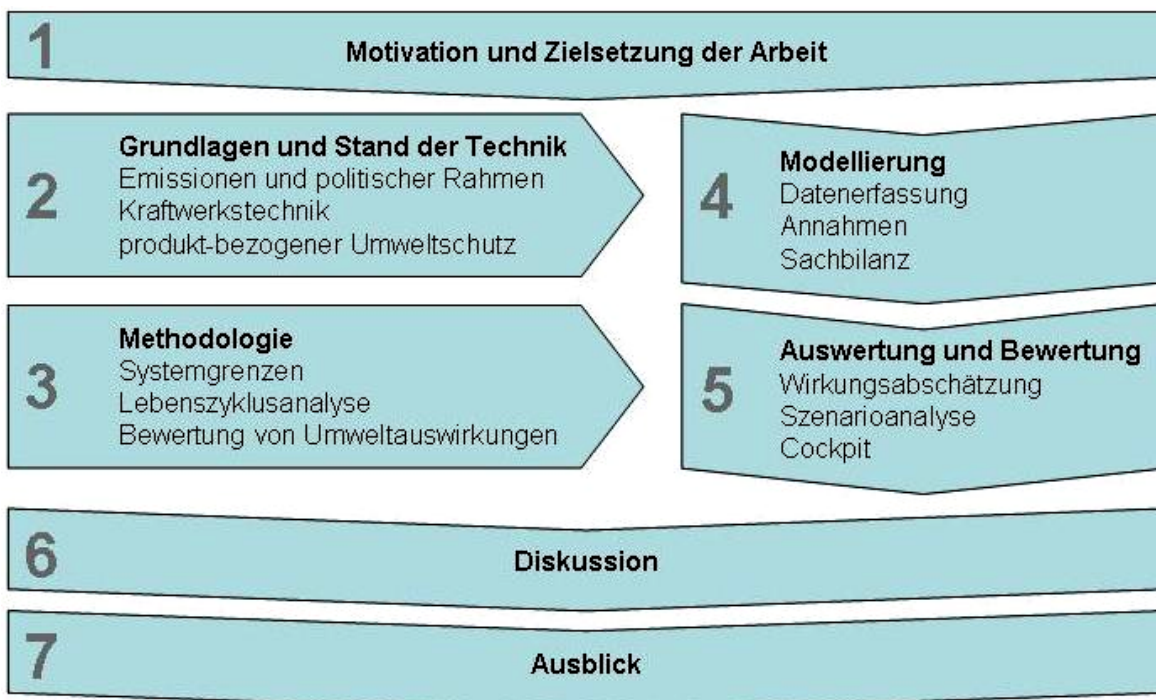 1
Motivation und Zielsetzung der Arbeit
2
Grundlagen und Stand der Technik
Emissionen und politischer Rahmen
Kraftwerkstechnik
produkt-bezogener Umweltschutz
3
Methodologie
Systemgrenzen
Lebenszyklusanalyse
Bewertung von Umweltauswirkungen
4
Modellierung
Datenerfassung
Annahmen
Sachbilanz
5
Auswertung und Bewertung
Wirkungsabschätzung
Szenarioanalyse
Cockpit
6
Diskussion
7
Ausblick